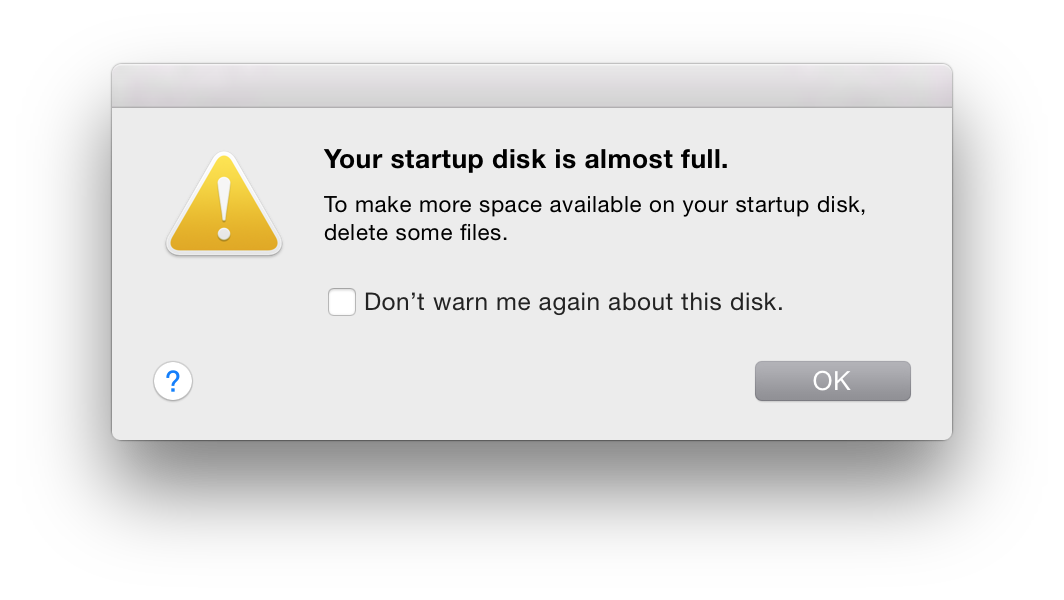 Your startup disk is almost full.
To make more space available on your startup disk,
delete some files.
Don’t warn me again about this disk.
?
OK